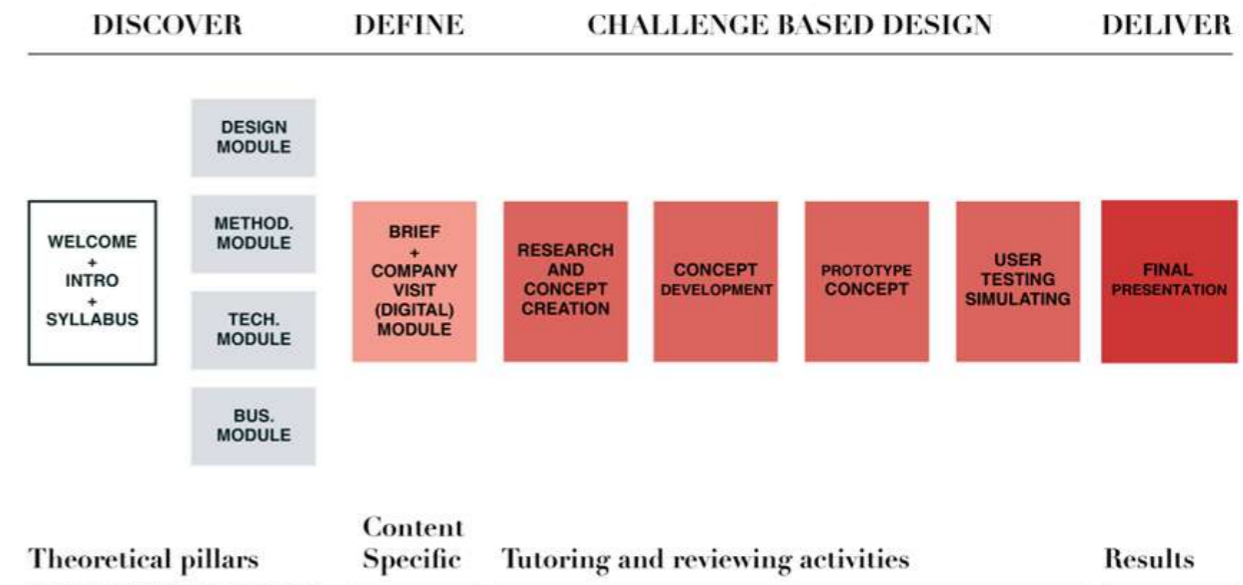 DISCOVER
DEFINE
CHALLENGE BASED DESIGN
DELIVER
WELCOME
+
INTRO
+
SYLLABUS
DESIGN
MODULE
METHOD.
MODULE
TECH.
MODULE
BUS.
MODULE
BRIEF
+
COMPANY
VISIT
(DIGITAL)
MODULE
RESEARCH
AND
CONCEPT
CREATION
CONCEPT
DEVELOPMENT
PROTOTYPE
CONCEPT
USER
TESTING
SIMULATING
FINAL
PRESENTATION
Theoretical pillars
Content
Specific
Tutoring and reviewing activities
Results